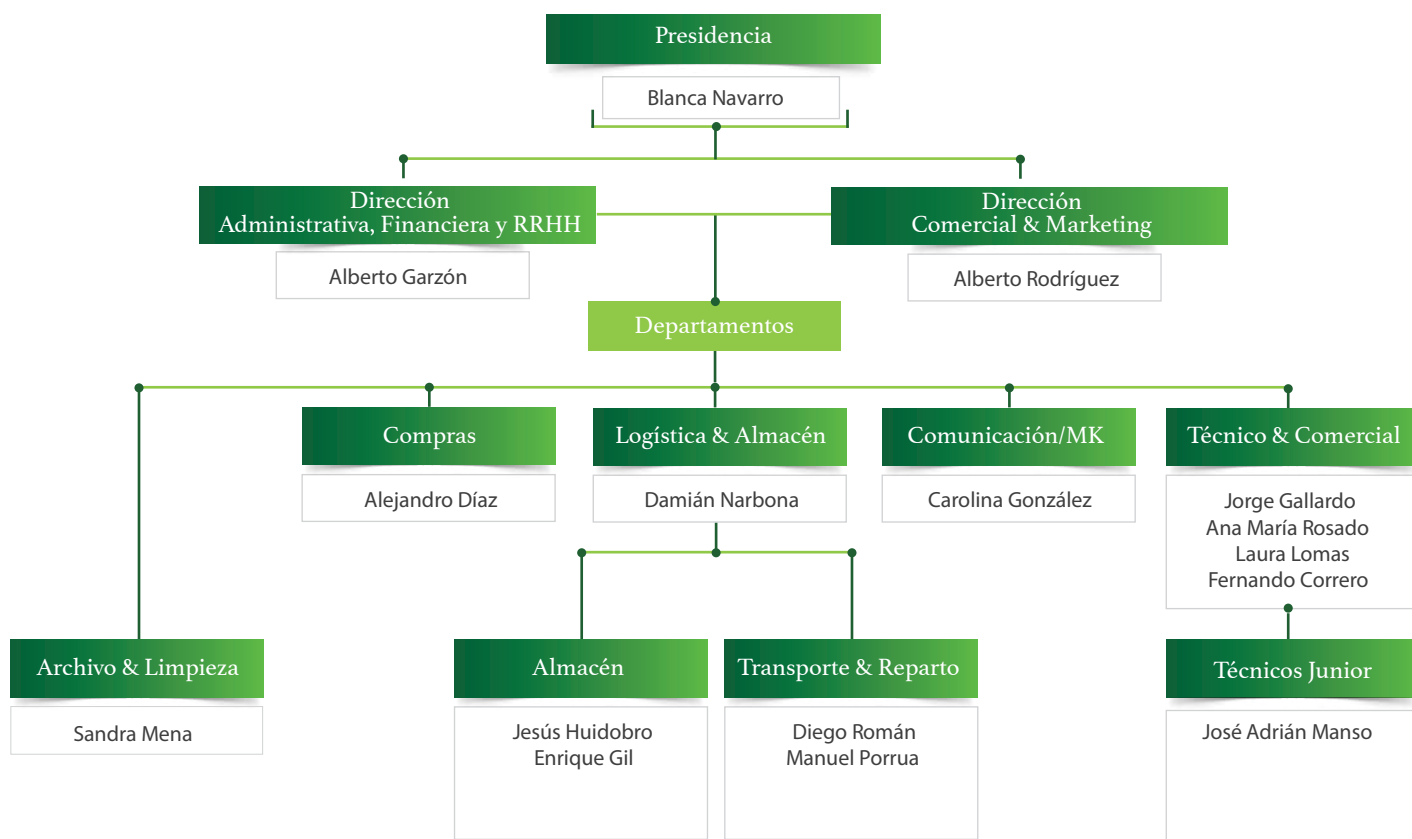 Presidencia
Blanca Navarro
Dirección
Administrativa, Financiera y RRHH
Alberto Garzón
Dirección
Comercial & Marketing
Alberto Rodríguez
Departamentos
Compras
Alejandro Díaz
Logística & Almacén
Damián Narbona
Comunicación/MK
Carolina González
Técnico & Comercial
Jorge Gallardo
Ana María Rosado
Laura Lomas
Fernando Correro
Archivo & Limpieza
Sandra Mena
Almacén
Jesús Huidobro
Enrique Gil
Transporte & Reparto
Diego Román
Manuel Porrua
Técnicos Junior
José Adrián Manso